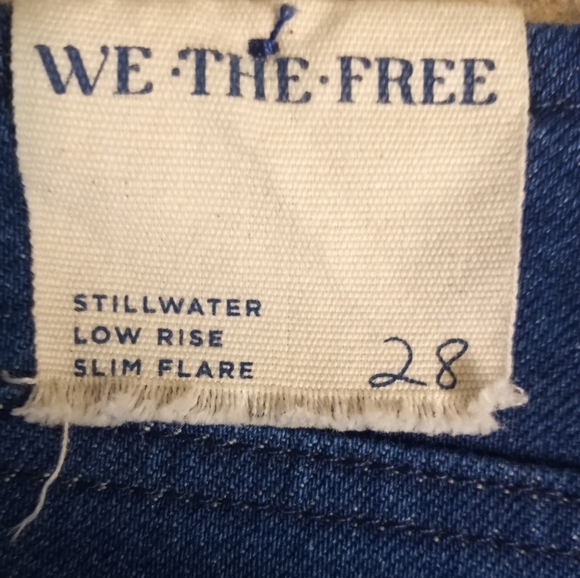 WE·THE·FREE
STILLWATER
LOW RISE
SLIM FLARE 28